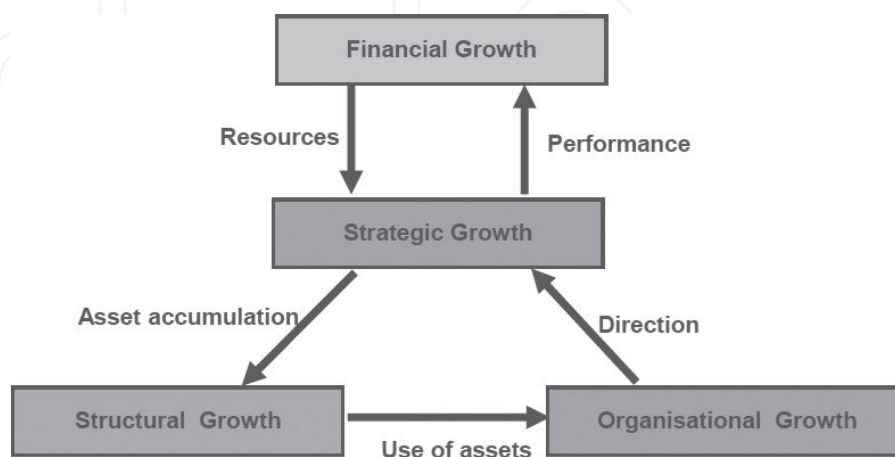 Financial Growth
Resources
Performance
Strategic Growth
Asset accumulation
Direction
Structural Growth
Organisational Growth
Use of assets